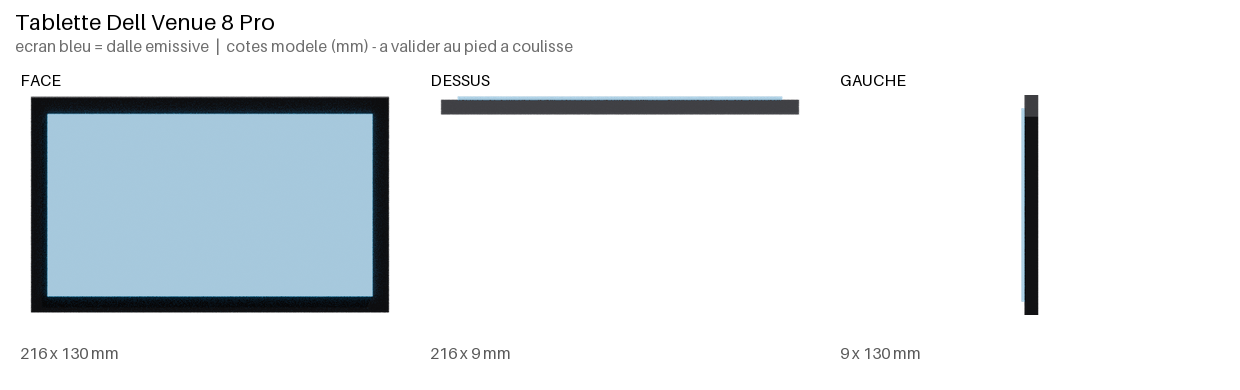 Tablette Dell Venue 8 Pro
ecran bleu = dalle emissive | cotes modele (mm) - a valider au pied a coulisse
FACE
DESSUS
GAUCHE
216 x 130 mm
216 x 9 mm
9 x 130 mm